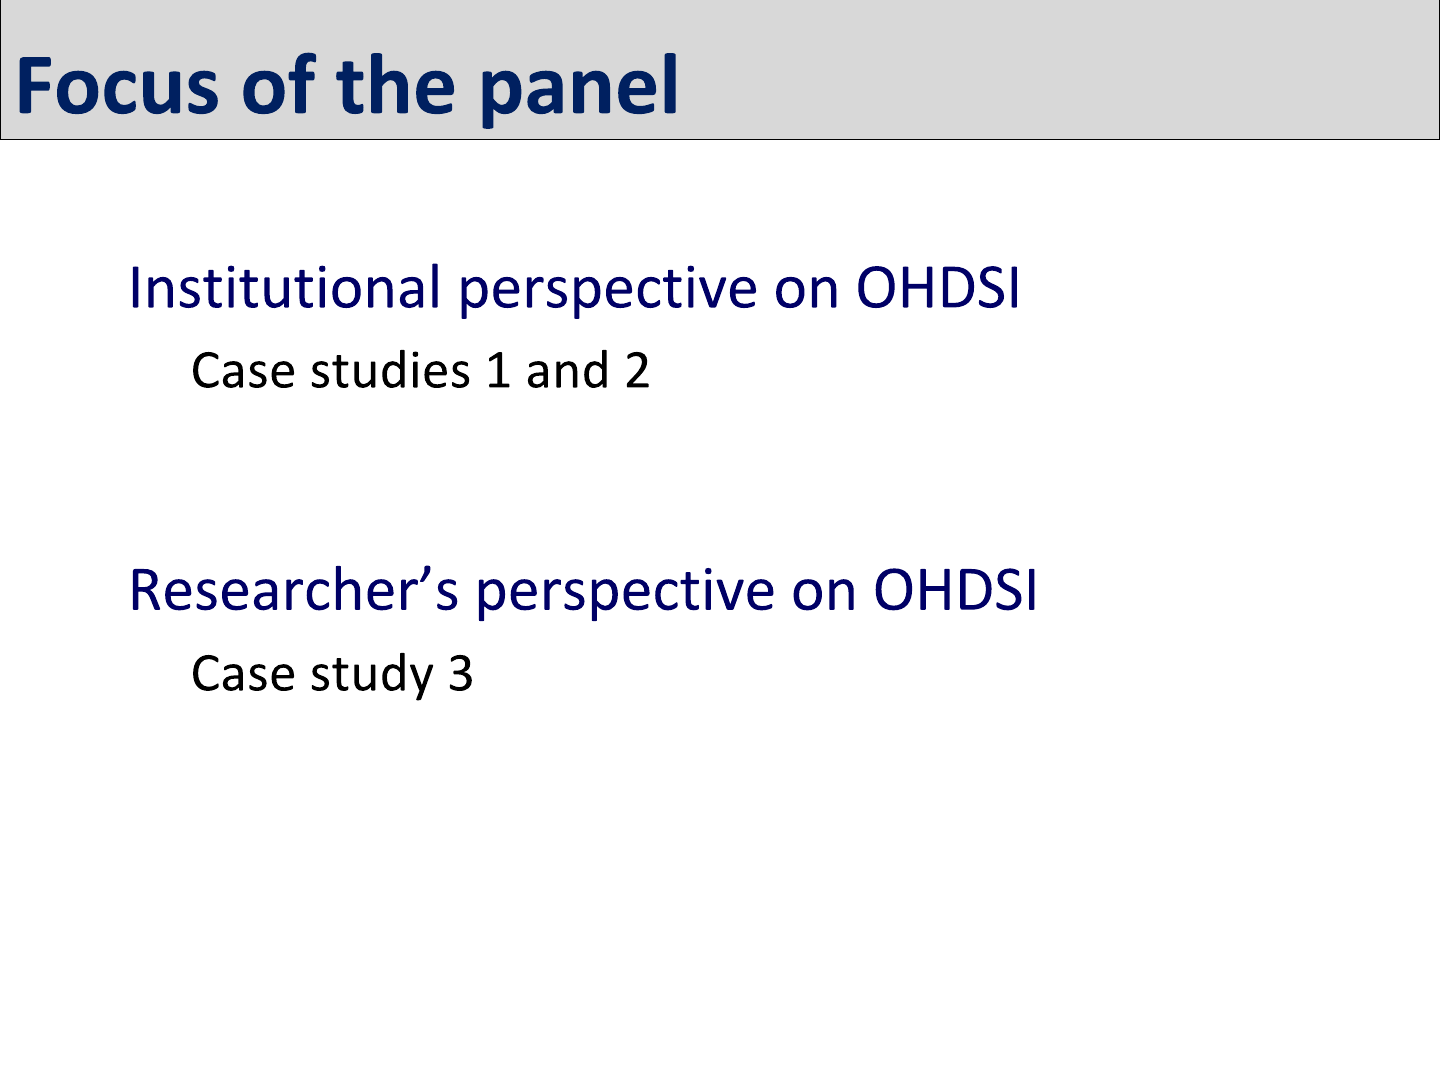 Focus of the panel
Institutional perspective on OHDSI
Case studies 1 and 2
Researcher’s perspective on OHDSI
Case study 3